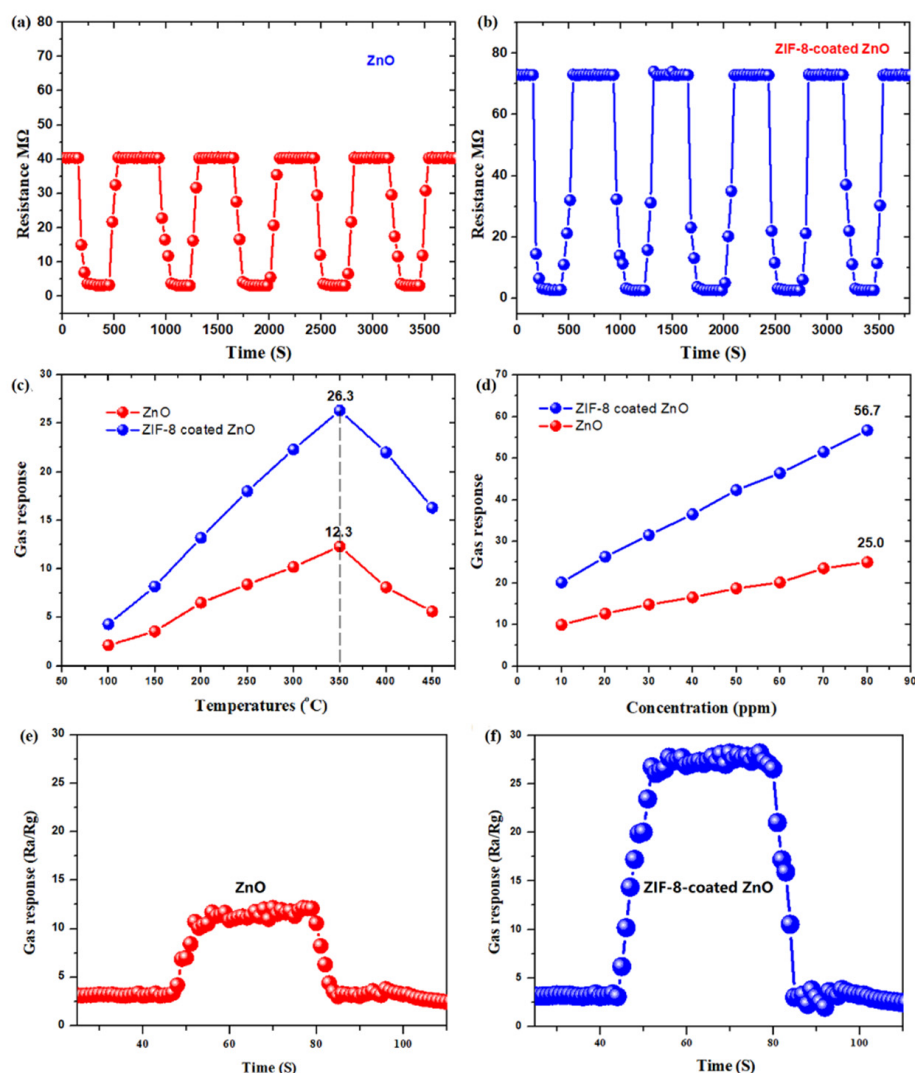 (a)
80
70
60
50
40
30
20
10
0
Resistance MΩ
ZnO
0 500 1000 1500 2000 2500 3000 3500
Time (S)
(b)
80
60
40
20
0
Resistance MΩ
ZIF-8-coated ZnO
0 500 1000 1500 2000 2500 3000 3500
Time (S)
(c)
30
25
20
15
10
5
0
Gas response
ZnO
ZIF-8 coated ZnO
26.3
12.3
50 100 150 200 250 300 350 400 450
Temperatures (°C)
(d)
70
60
50
40
30
20
10
0
Gas response
ZIF-8 coated ZnO
ZnO
56.7
25.0
0 10 20 30 40 50 60 70 80 90
Concentration (ppm)
(e)
30
25
20
15
10
5
0
Gas response (Ra/Rg)
ZnO
40 60 80 100
Time (S)
(f)
30
25
20
15
10
5
0
Gas response (Ra/Rg)
ZIF-8-coated ZnO
40 60 80 100
Time (S)